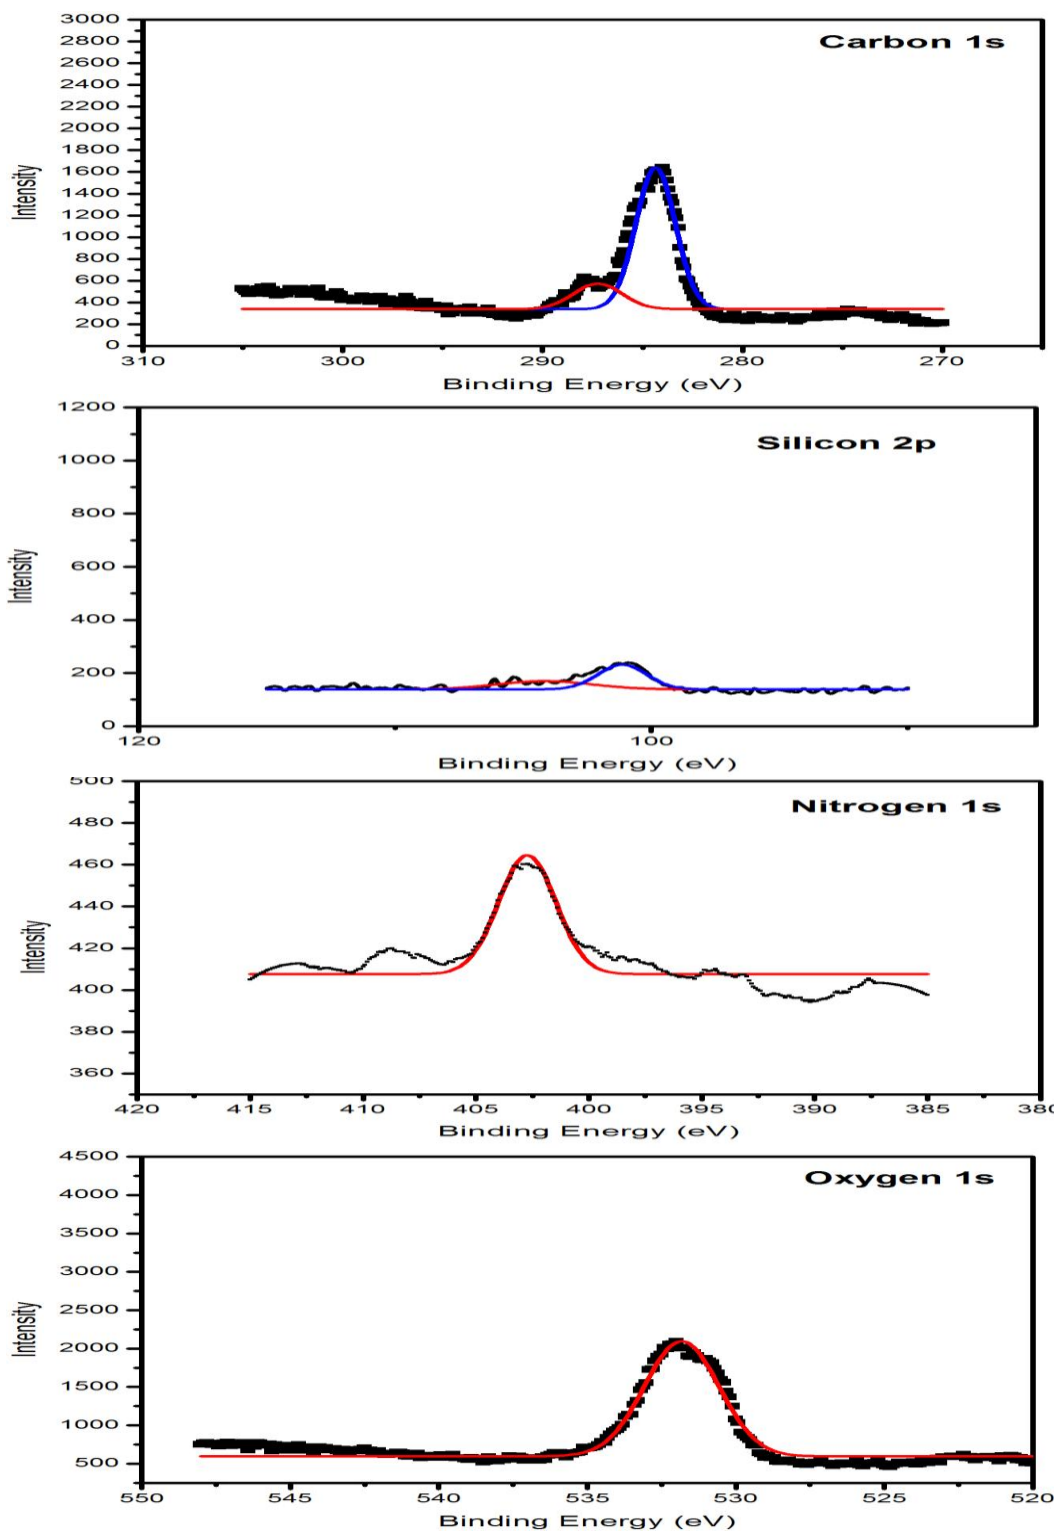 3000
2800
2600
2400
2200
2000
1800
1600
1400
1200
1000
800
600
400
200
0
Intensity
Carbon 1s
310 300 290 280 270
Binding Energy (eV)
1200
1000
800
600
400
200
0
Intensity
Silicon 2p
120 100
Binding Energy (eV)
500
480
460
440
420
400
380
360
Intensity
Nitrogen 1s
420 415 410 405 400 395 390 385 380
Binding Energy (eV)
4500
4000
3500
3000
2500
2000
1500
1000
500
Intensity
Oxygen 1s
550 545 540 535 530 525 520
Binding Energy (eV)